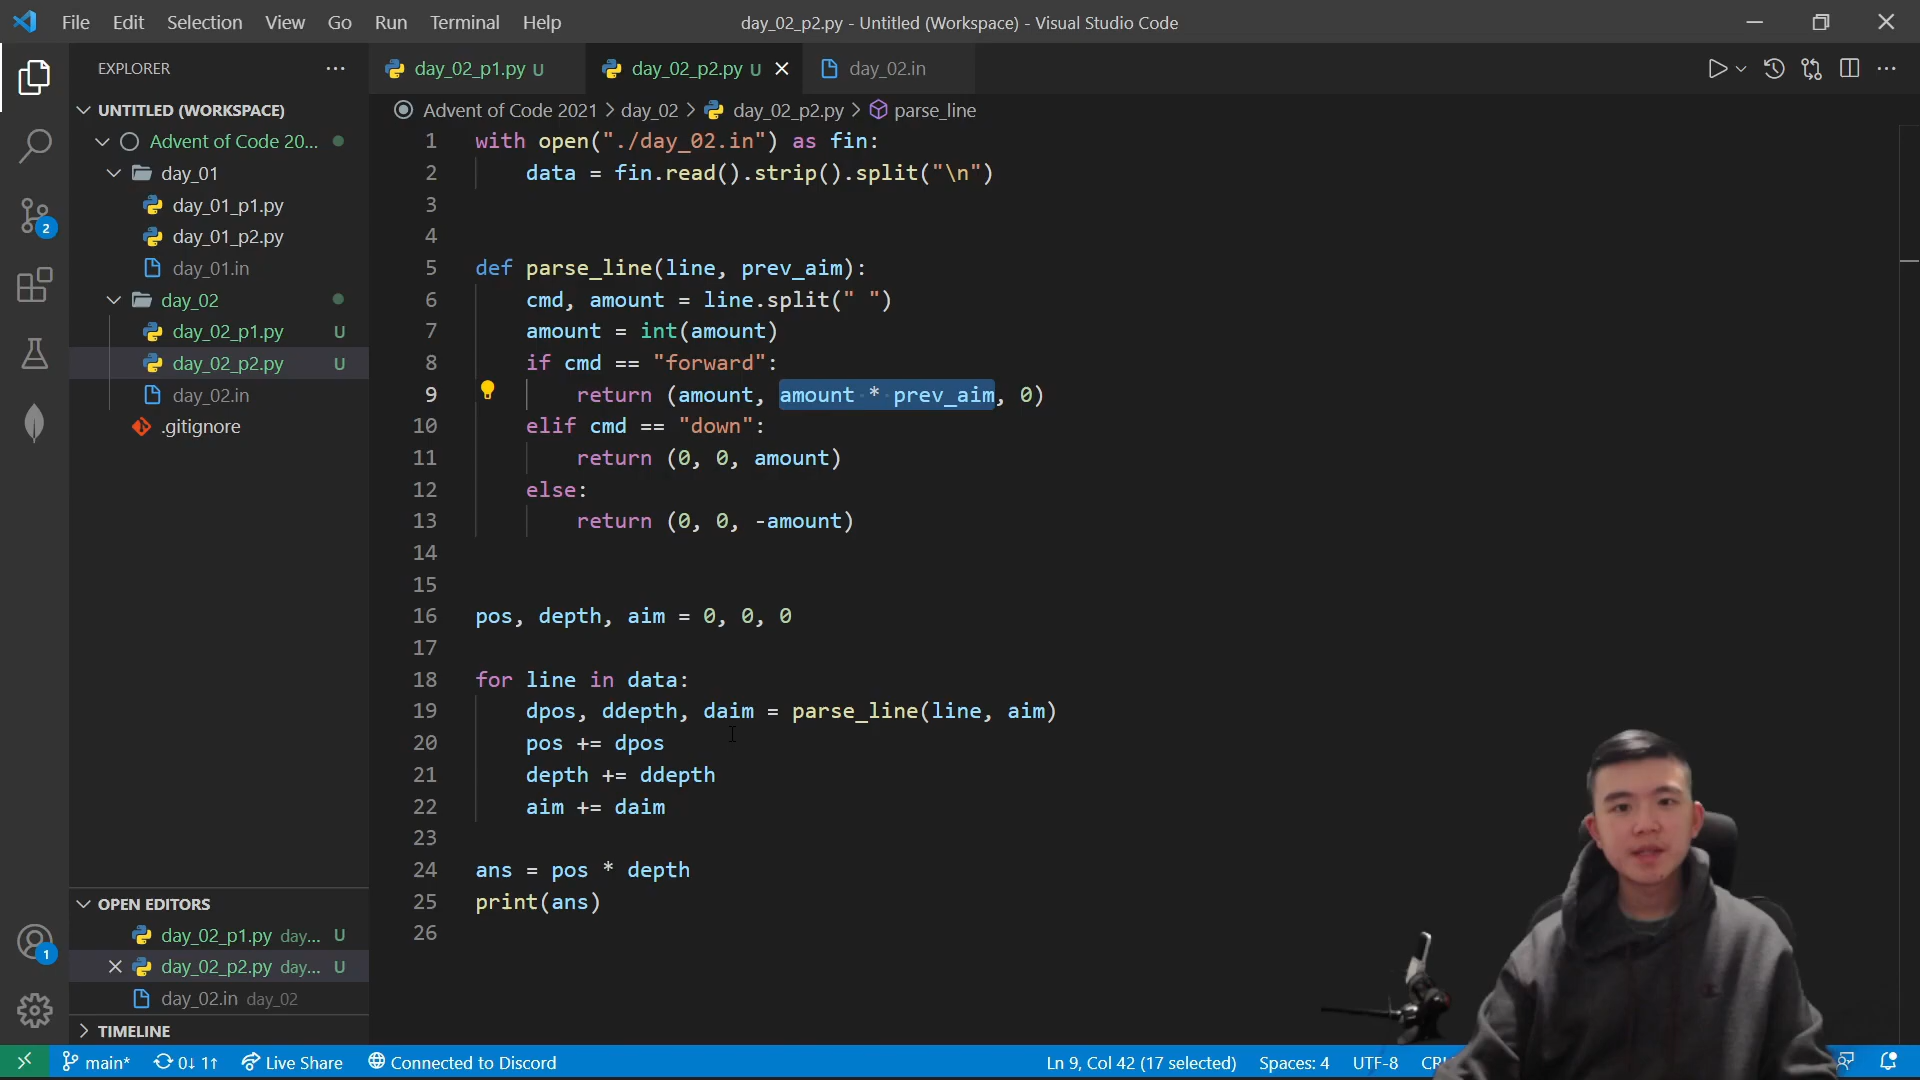 File Edit Selection View Go Run Terminal Help
day_02_p2.py - Untitled (Workspace) - Visual Studio Code
EXPLORER
day_02_p1.py U
day_02_p2.py U
day_02.in
Advent of Code 2021 > day_02 > day_02_p2.py > parse_line
UNTITLED (WORKSPACE)
Advent of Code 20...
day_01
day_01_p1.py
day_01_p2.py
day_01.in
day_02
day_02_p1.py U
day_02_p2.py U
day_02.in
.gitignore
2
1 with open("./day_02.in") as fin:
2 data = fin.read().strip().split("\n")
3
4
5 def parse_line(line, prev_aim):
6 cmd, amount = line.split(" ")
7 amount = int(amount)
8 if cmd == "forward":
9 return (amount, amount * prev_aim, 0)
10 elif cmd == "down":
11 return (0, 0, amount)
12 else:
13 return (0, 0, -amount)
14
15
16 pos, depth, aim = 0, 0, 0
17
18 for line in data:
19 dpos, ddepth, daim = parse_line(line, aim)
20 pos += dpos
21 depth += ddepth
22 aim += daim
23
24 ans = pos * depth
25 print(ans)
26
OPEN EDITORS
day_02_p1.py day... U
day_02_p2.py day... U
day_02.in day_02
TIMELINE
1
main* 0↓ 1↑ Live Share Connected to Discord
Ln 9, Col 42 (17 selected) Spaces: 4 UTF-8